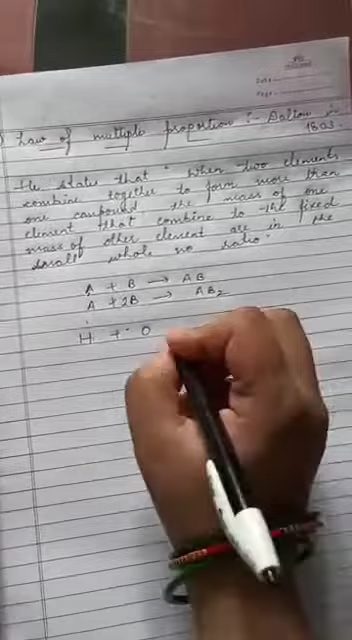 Law of multiple proportion :- Dalton in
1803.
He states that " when two elements
combine together to form more than
one compound the mass of one
element that combine to the fixed
mass of other element are in the
small whole no ratio"
A + B → AB
A + 2B → AB₂
H + O